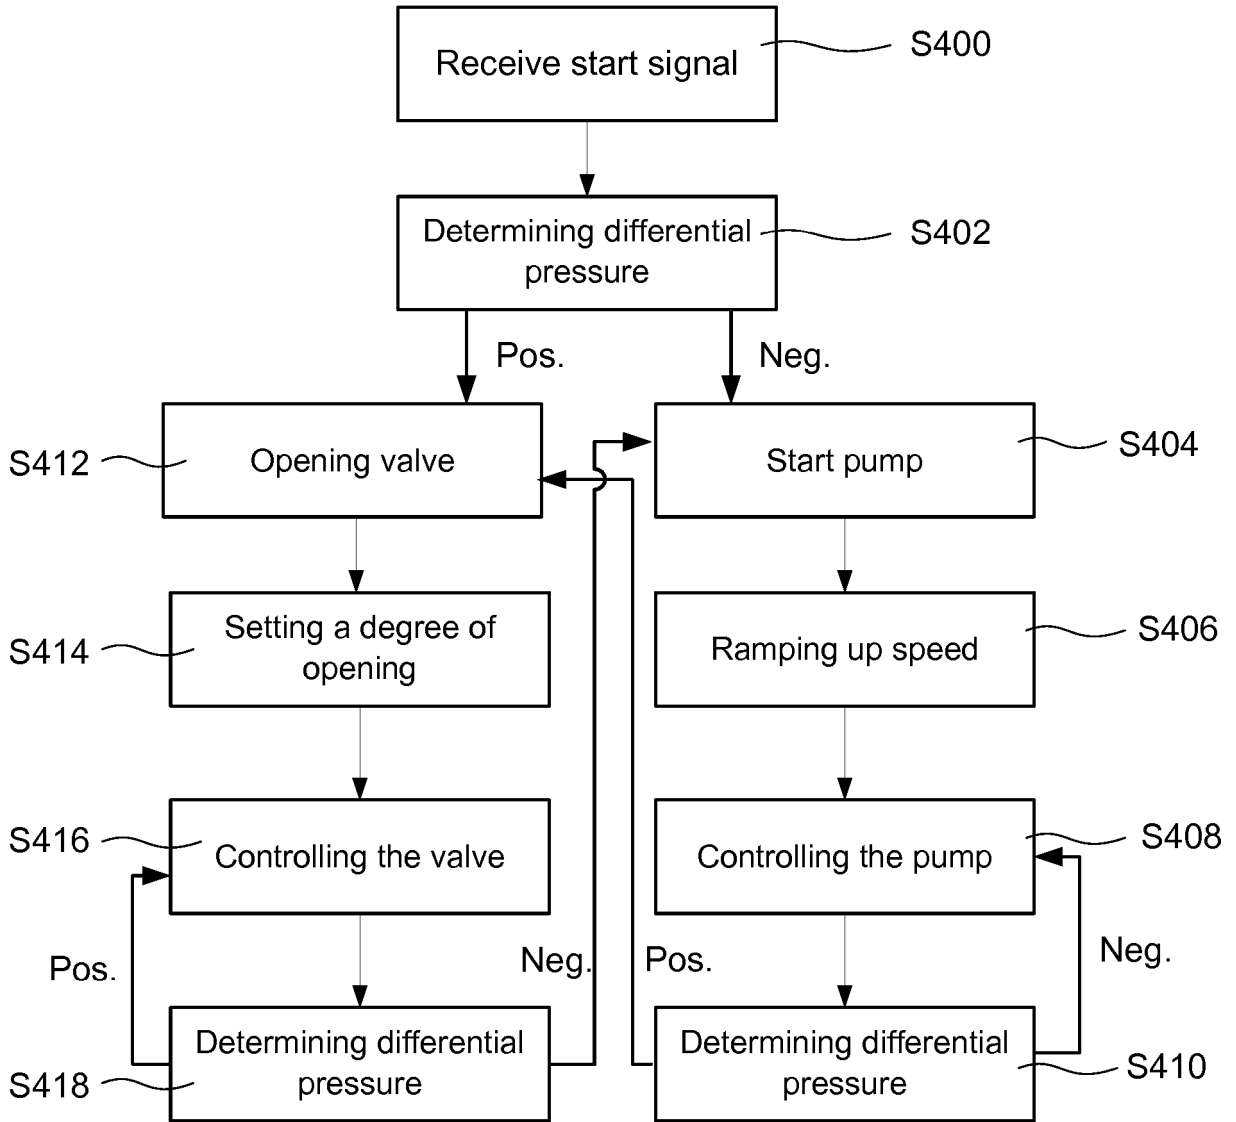 Receive start signal
S400
Determining differential
pressure
S402
Pos.
Neg.
S412
Opening valve
Start pump
S404
S414
Setting a degree of
opening
Ramping up speed
S406
S416
Controlling the valve
Controlling the pump
S408
Pos.
Neg.
Pos.
Neg.
S418
Determining differential
pressure
Determining differential
pressure
S410